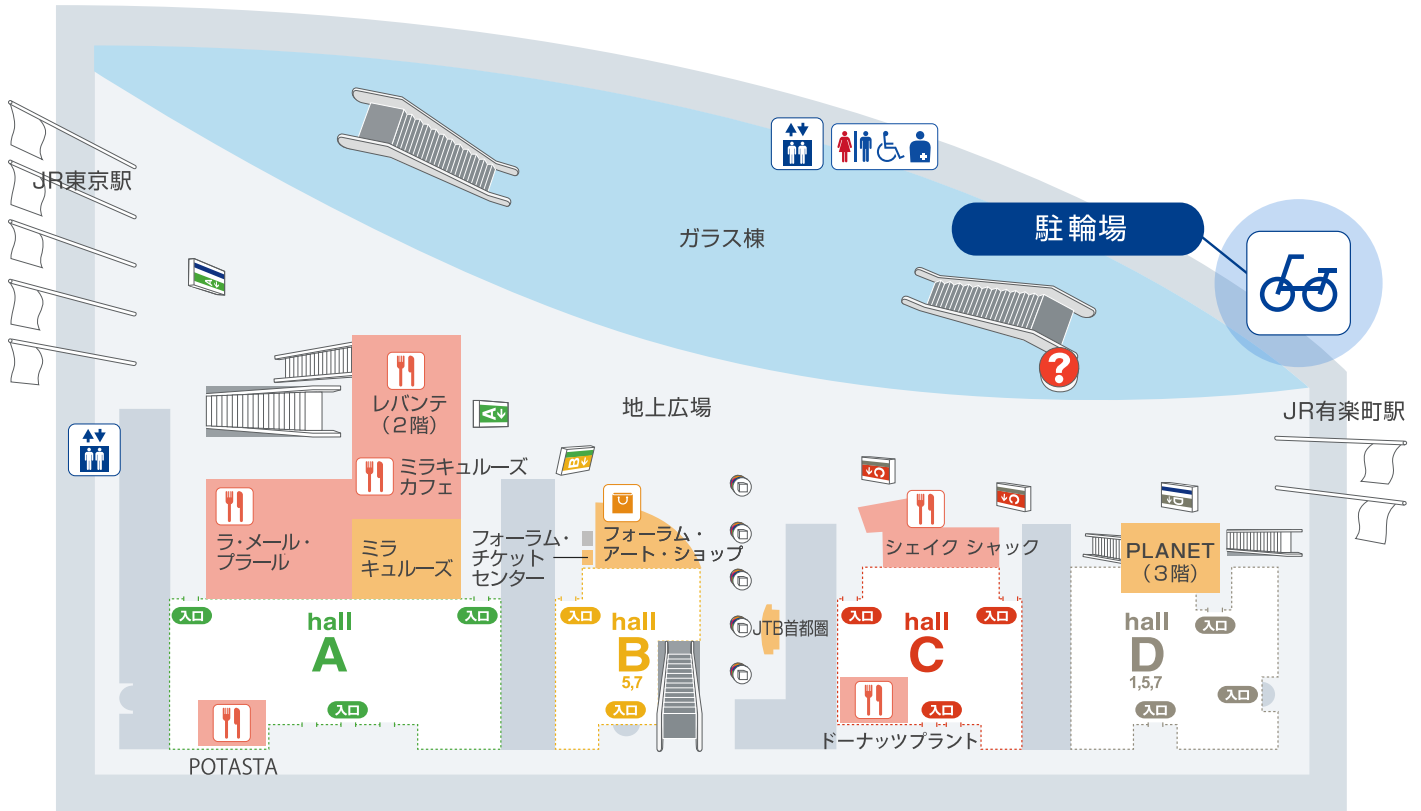 JR東京駅
ガラス棟
駐輪場
A
レバンテ
（2階）
A
地上広場
?
JR有楽町駅
ミラキュルーズ
カフェ
B
C
C
D
ラ・メール・
プラール
ミラ
キュルーズ
フォーラム・
チケット
センター
フォーラム・
アート・ショップ
シェイク シャック
PLANET
（3階）
入口
入口
入口
入口
入口
入口
hall
A
hall
B
5,7
JTB首都圏
hall
C
hall
D
1,5,7
入口
入口
入口
入口
入口
POTASTA
ドーナッツプラント